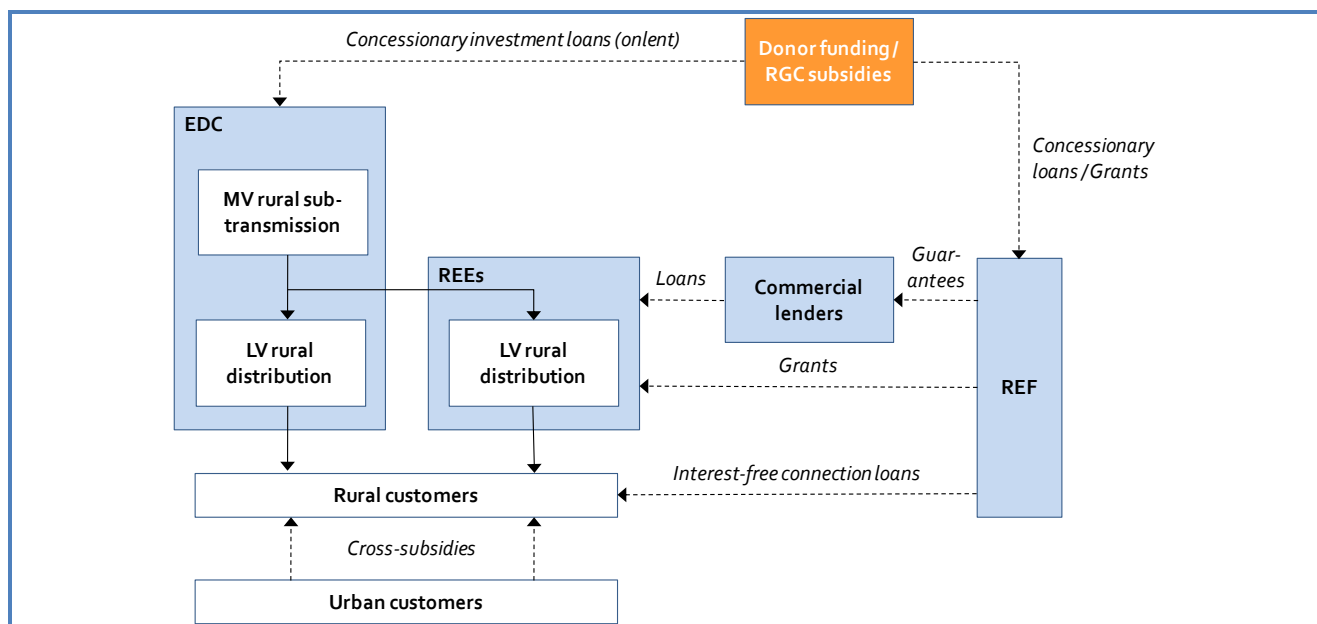 Concessionary investment loans (onlent)
Donor funding/
RGC subsidies
EDC
Concessionary
loans/Grants
MV rural sub-
transmission
REEs
Loans
Commercial
lenders
Guar-
antees
LV rural
distribution
LV rural
distribution
Grants
REF
Interest-free connection loans
Rural customers
Cross-subsidies
Urban customers